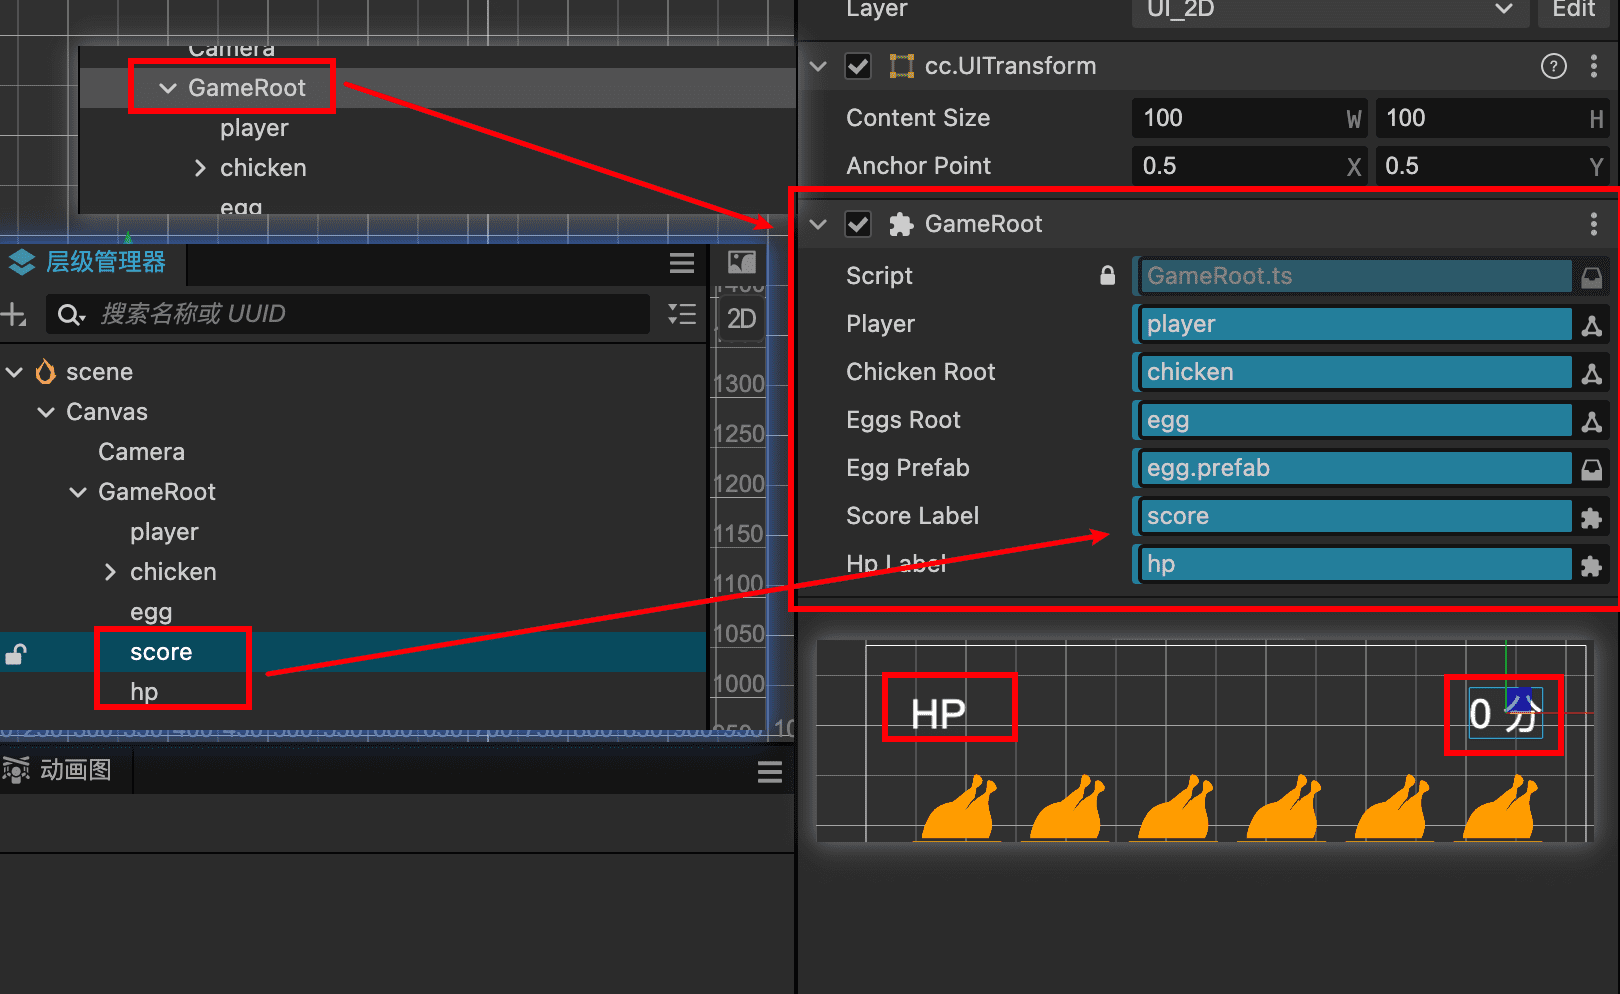 Camera
GameRoot
player
chicken
egg
层级管理器
搜索名称或 UUID
2D
scene
Canvas
Camera
GameRoot
player
chicken
egg
score
hp
1300
1250
1200
1150
1100
1050
1000
动画图
Layer
UI_2D
Edit
cc.UITransform
?
Content Size
100
W
100
H
Anchor Point
0.5
X
0.5
Y
GameRoot
Script
GameRoot.ts
Player
player
Chicken Root
chicken
Eggs Root
egg
Egg Prefab
egg.prefab
Score Label
score
Hp Label
hp
HP
0 分